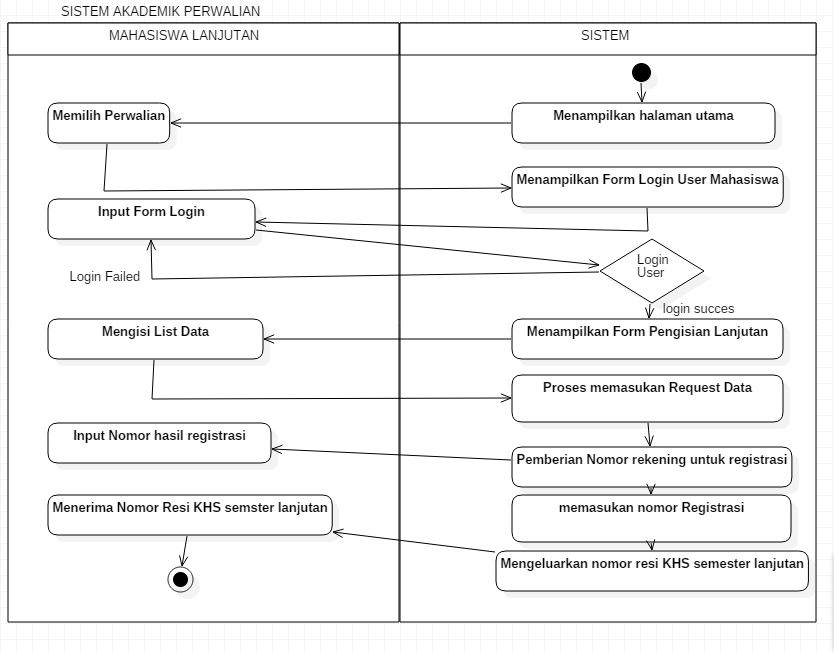 SISTEM AKADEMIK PERWALIAN
MAHASISWA LANJUTAN
SISTEM
Memilih Perwalian
Menampilkan halaman utama
Menampilkan Form Login User Mahasiswa
Input Form Login
Login
User
Login Failed
login succes
Mengisi List Data
Menampilkan Form Pengisian Lanjutan
Proses memasukan Request Data
Input Nomor hasil registrasi
Pemberian Nomor rekening untuk registrasi
Menerima Nomor Resi KHS semster lanjutan
memasukan nomor Registrasi
Mengeluarkan nomor resi KHS semester lanjutan